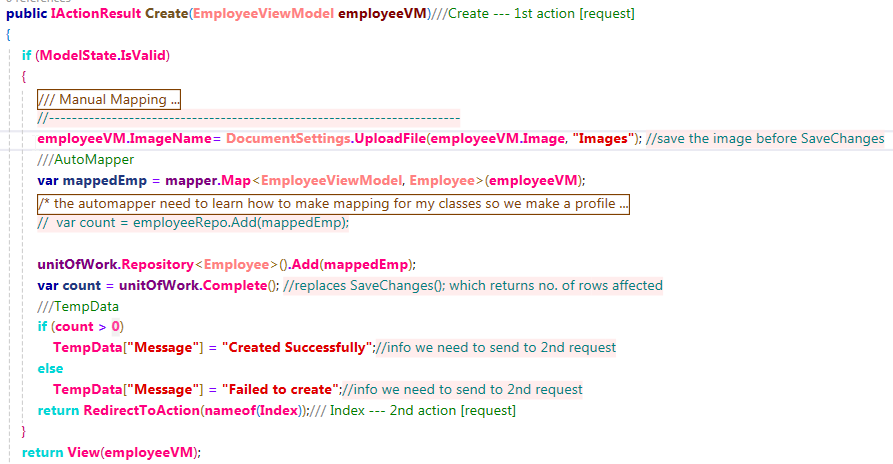 public IActionResult Create(EmployeeViewModel employeeVM)///Create --- 1st action [request]
{
if (ModelState.IsValid)
{
/// Manual Mapping ...
//------------------------------------------------------------------------
employeeVM.ImageName= DocumentSettings.UploadFile(employeeVM.Image, "Images"); //save the image before SaveChanges
///AutoMapper
var mappedEmp = mapper.Map<EmployeeViewModel, Employee>(employeeVM);
/* the automapper need to learn how to make mapping for my classes so we make a profile ...
// var count = employeeRepo.Add(mappedEmp);
unitOfWork.Repository<Employee>().Add(mappedEmp);
var count = unitOfWork.Complete(); //replaces SaveChanges(); which returns no. of rows affected
///TempData
if (count > 0)
TempData["Message"] = "Created Successfully";//info we need to send to 2nd request
else
TempData["Message"] = "Failed to create";//info we need to send to 2nd request
return RedirectToAction(nameof(Index));/// Index --- 2nd action [request]
}
return View(employeeVM);